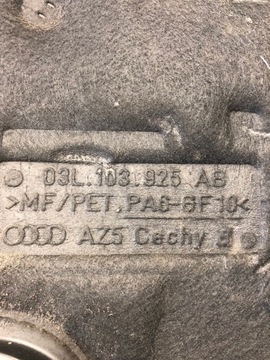 03L.103.925 AB
>MF/PET,PA6-GF10<
AZ5 Cachy B